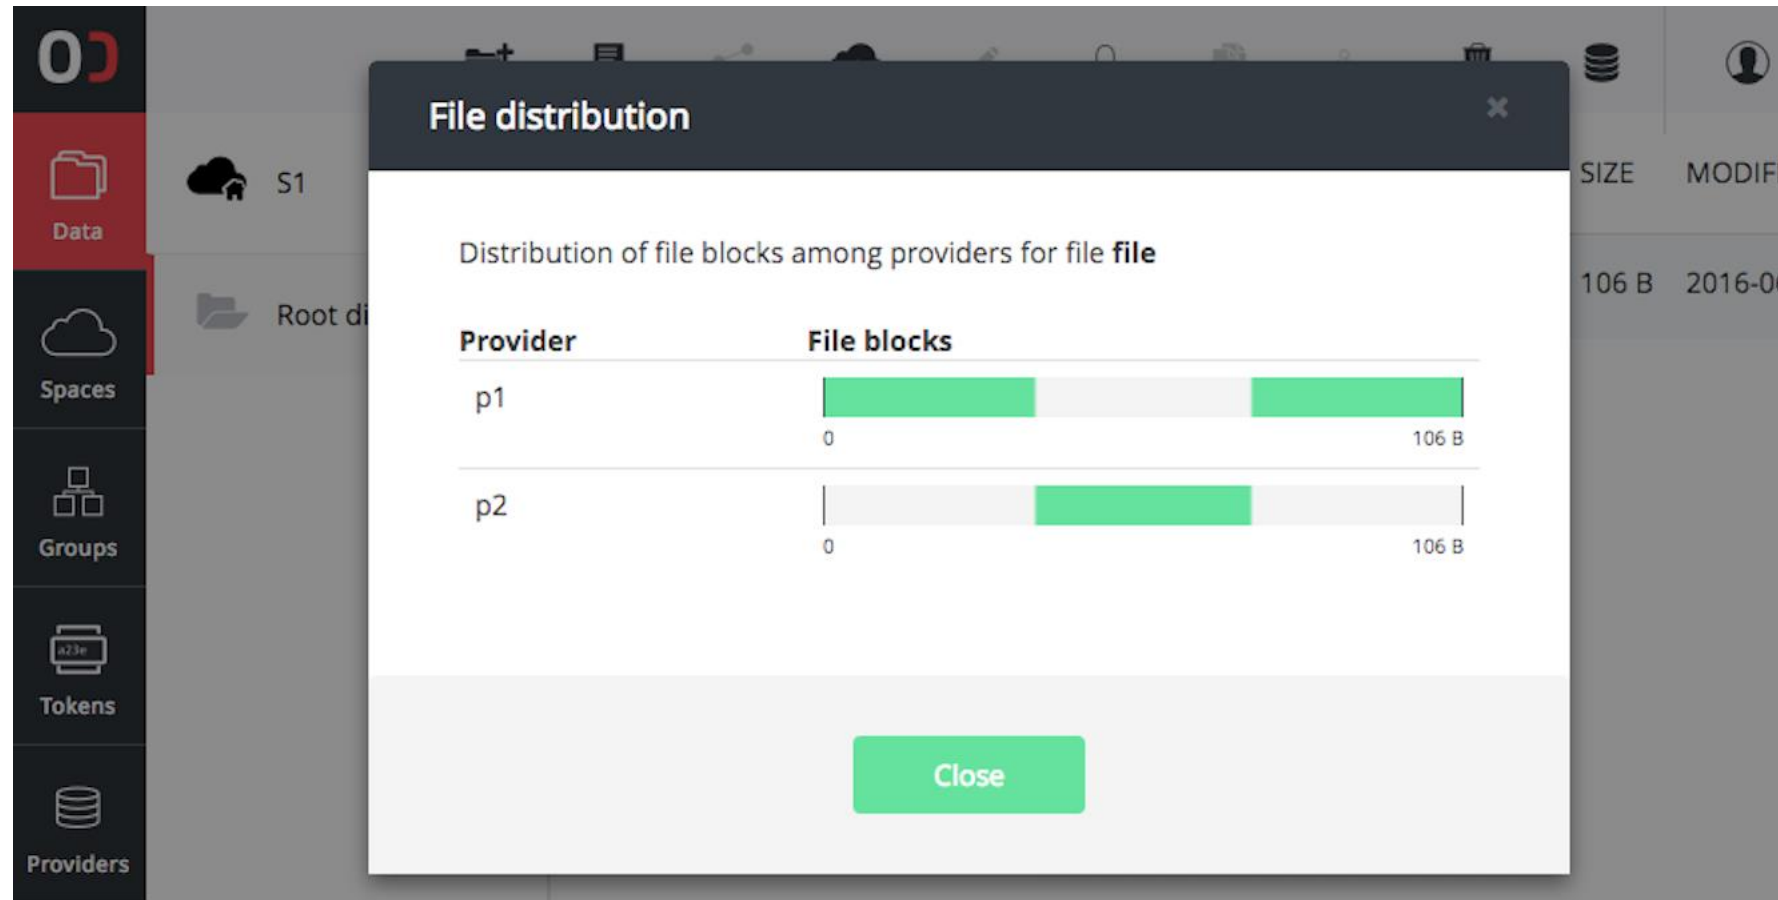 File distribution
Data
S1
SIZE MODIF
Distribution of file blocks among providers for file file
106 B 2016-0
Root di
Spaces
Provider File blocks
p1
0 106 B
p2
0 106 B
Groups
a23e
Tokens
Close
Providers